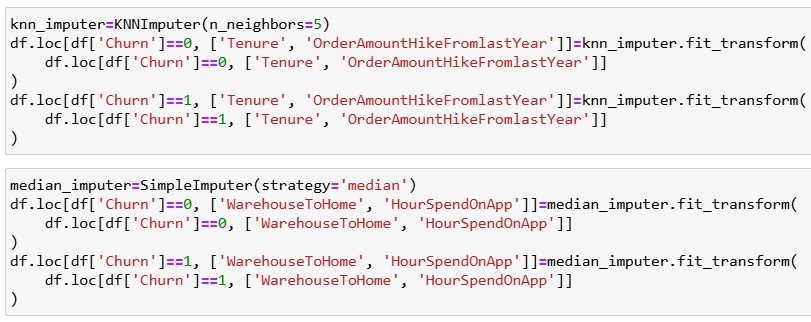 knn_imputer=KNNImputer(n_neighbors=5)
df.loc[df['Churn']==0, ['Tenure', 'OrderAmountHikeFromlastYear']]=knn_imputer.fit_transform(
    df.loc[df['Churn']==0, ['Tenure', 'OrderAmountHikeFromlastYear']]
)
df.loc[df['Churn']==1, ['Tenure', 'OrderAmountHikeFromlastYear']]=knn_imputer.fit_transform(
    df.loc[df['Churn']==1, ['Tenure', 'OrderAmountHikeFromlastYear']]
)
median_imputer=SimpleImputer(strategy='median')
df.loc[df['Churn']==0, ['WarehouseToHome', 'HourSpendOnApp']]=median_imputer.fit_transform(
    df.loc[df['Churn']==0, ['WarehouseToHome', 'HourSpendOnApp']]
)
df.loc[df['Churn']==1, ['WarehouseToHome', 'HourSpendOnApp']]=median_imputer.fit_transform(
    df.loc[df['Churn']==1, ['WarehouseToHome', 'HourSpendOnApp']]
)